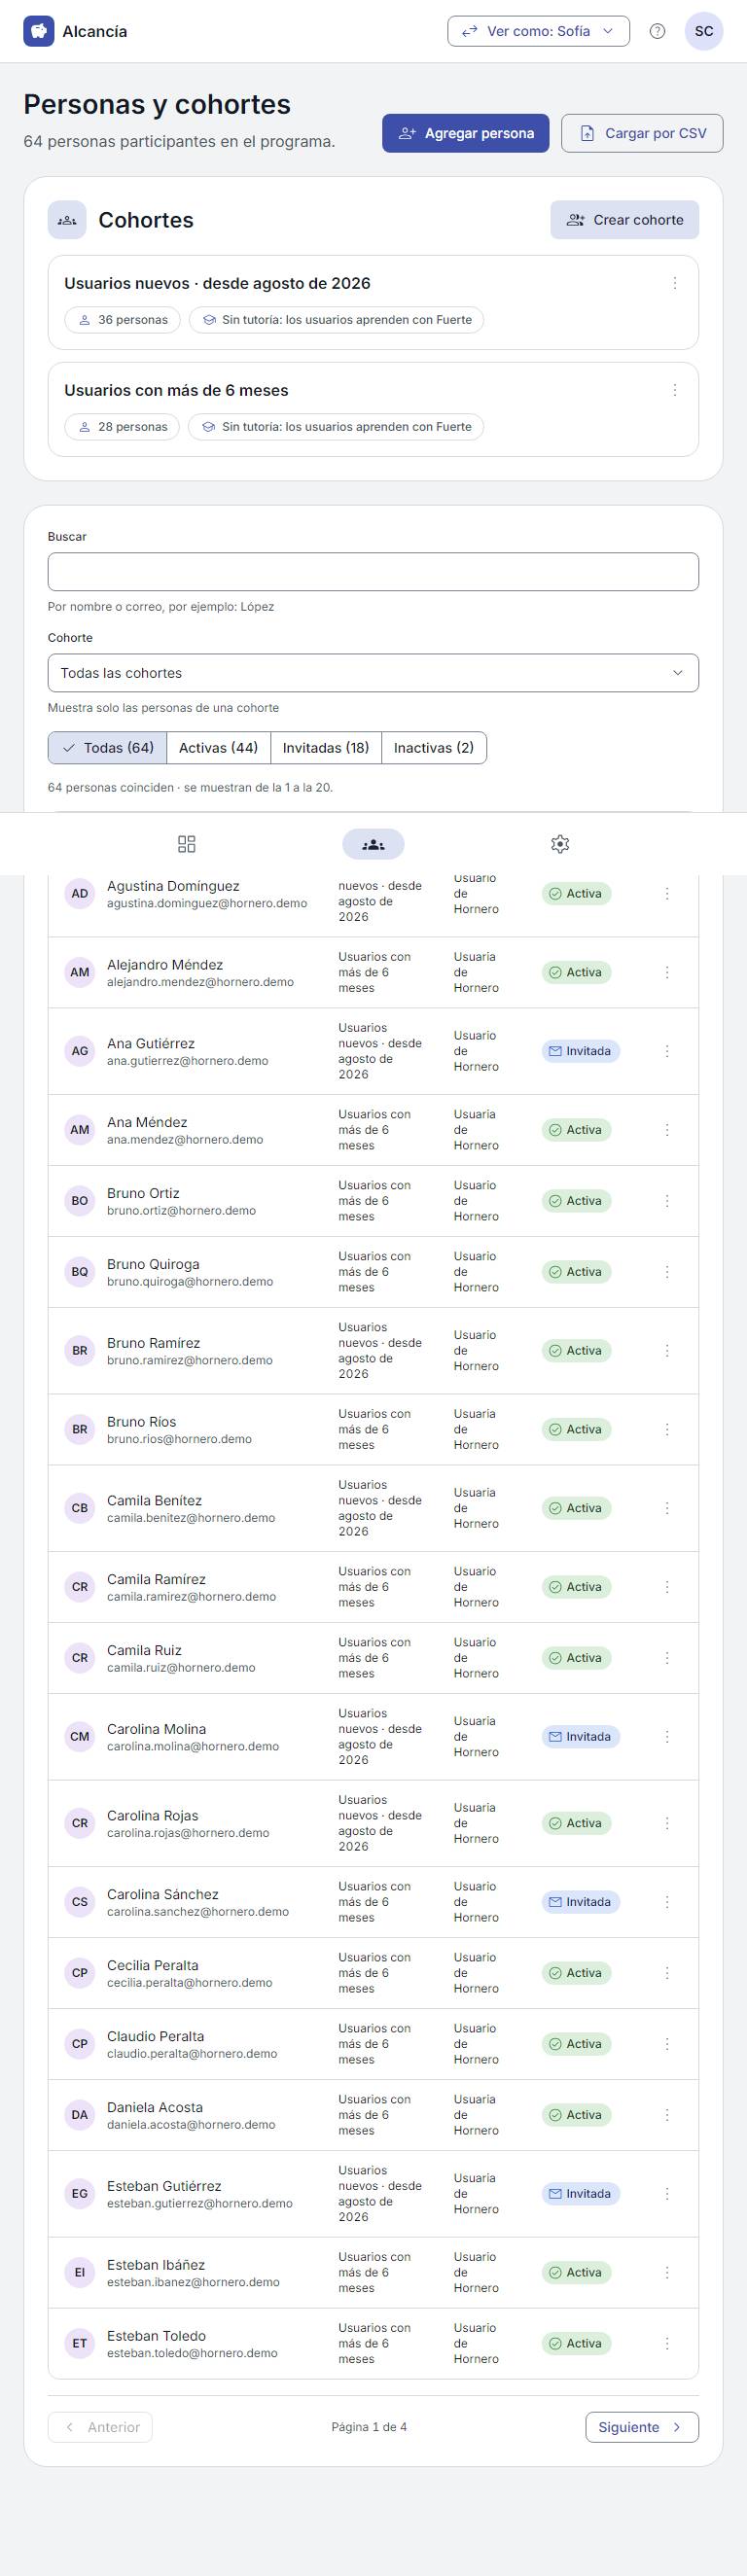 Alcancía
Ver como: Sofía
SC
Personas y cohortes
64 personas participantes en el programa.
Agregar persona
Cargar por CSV
Cohortes
Crear cohorte
Usuarios nuevos · desde agosto de 2026
36 personas
Sin tutoría: los usuarios aprenden con Fuerte
Usuarios con más de 6 meses
28 personas
Sin tutoría: los usuarios aprenden con Fuerte
Buscar
Por nombre o correo, por ejemplo: López
Cohorte
Todas las cohortes
Muestra solo las personas de una cohorte
Todas (64)
Activas (44)
Invitadas (18)
Inactivas (2)
64 personas coinciden · se muestran de la 1 a la 20.
AD
Agustina Domínguez
agustina.dominguez@hornero.demo
nuevos · desde
agosto de
2026
Usuario
de
Hornero
Activa
AM
Alejandro Méndez
alejandro.mendez@hornero.demo
Usuarios con
más de 6
meses
Usuaria
de
Hornero
Activa
AG
Ana Gutiérrez
ana.gutierrez@hornero.demo
Usuarios
nuevos · desde
agosto de
2026
Usuario
de
Hornero
Invitada
AM
Ana Méndez
ana.mendez@hornero.demo
Usuarios con
más de 6
meses
Usuaria
de
Hornero
Activa
BO
Bruno Ortiz
bruno.ortiz@hornero.demo
Usuarios con
más de 6
meses
Usuario
de
Hornero
Activa
BQ
Bruno Quiroga
bruno.quiroga@hornero.demo
Usuarios con
más de 6
meses
Usuario
de
Hornero
Activa
BR
Bruno Ramírez
bruno.ramirez@hornero.demo
Usuarios
nuevos · desde
agosto de
2026
Usuario
de
Hornero
Activa
BR
Bruno Ríos
bruno.rios@hornero.demo
Usuarios con
más de 6
meses
Usuaria
de
Hornero
Activa
CB
Camila Benítez
camila.benitez@hornero.demo
Usuarios
nuevos · desde
agosto de
2026
Usuaria
de
Hornero
Activa
CR
Camila Ramírez
camila.ramirez@hornero.demo
Usuarios con
más de 6
meses
Usuario
de
Hornero
Activa
CR
Camila Ruiz
camila.ruiz@hornero.demo
Usuarios con
más de 6
meses
Usuario
de
Hornero
Activa
CM
Carolina Molina
carolina.molina@hornero.demo
Usuarios
nuevos · desde
agosto de
2026
Usuaria
de
Hornero
Invitada
CR
Carolina Rojas
carolina.rojas@hornero.demo
Usuarios
nuevos · desde
agosto de
2026
Usuaria
de
Hornero
Activa
CS
Carolina Sánchez
carolina.sanchez@hornero.demo
Usuarios con
más de 6
meses
Usuario
de
Hornero
Invitada
CP
Cecilia Peralta
cecilia.peralta@hornero.demo
Usuarios con
más de 6
meses
Usuario
de
Hornero
Activa
CP
Claudio Peralta
claudio.peralta@hornero.demo
Usuarios con
más de 6
meses
Usuario
de
Hornero
Activa
DA
Daniela Acosta
daniela.acosta@hornero.demo
Usuarios con
más de 6
meses
Usuaria
de
Hornero
Activa
EG
Esteban Gutiérrez
esteban.gutierrez@hornero.demo
Usuarios
nuevos · desde
agosto de
2026
Usuaria
de
Hornero
Invitada
EI
Esteban Ibáñez
esteban.ibanez@hornero.demo
Usuarios con
más de 6
meses
Usuario
de
Hornero
Activa
ET
Esteban Toledo
esteban.toledo@hornero.demo
Usuarios con
más de 6
meses
Usuario
de
Hornero
Activa
Anterior
Página 1 de 4
Siguiente